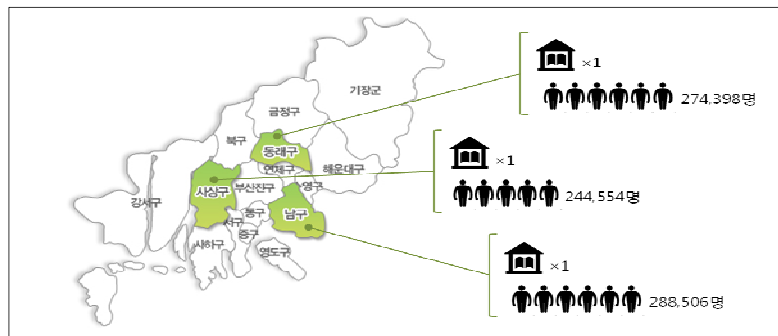 기장군
×1
274,398명
금정구
북구
동래구
연제구
해운대구
×1
244,554명
사상구
부산진구
수영구
강서구
동구
남구
서구
중구
사하구
영도구
×1
288,506명